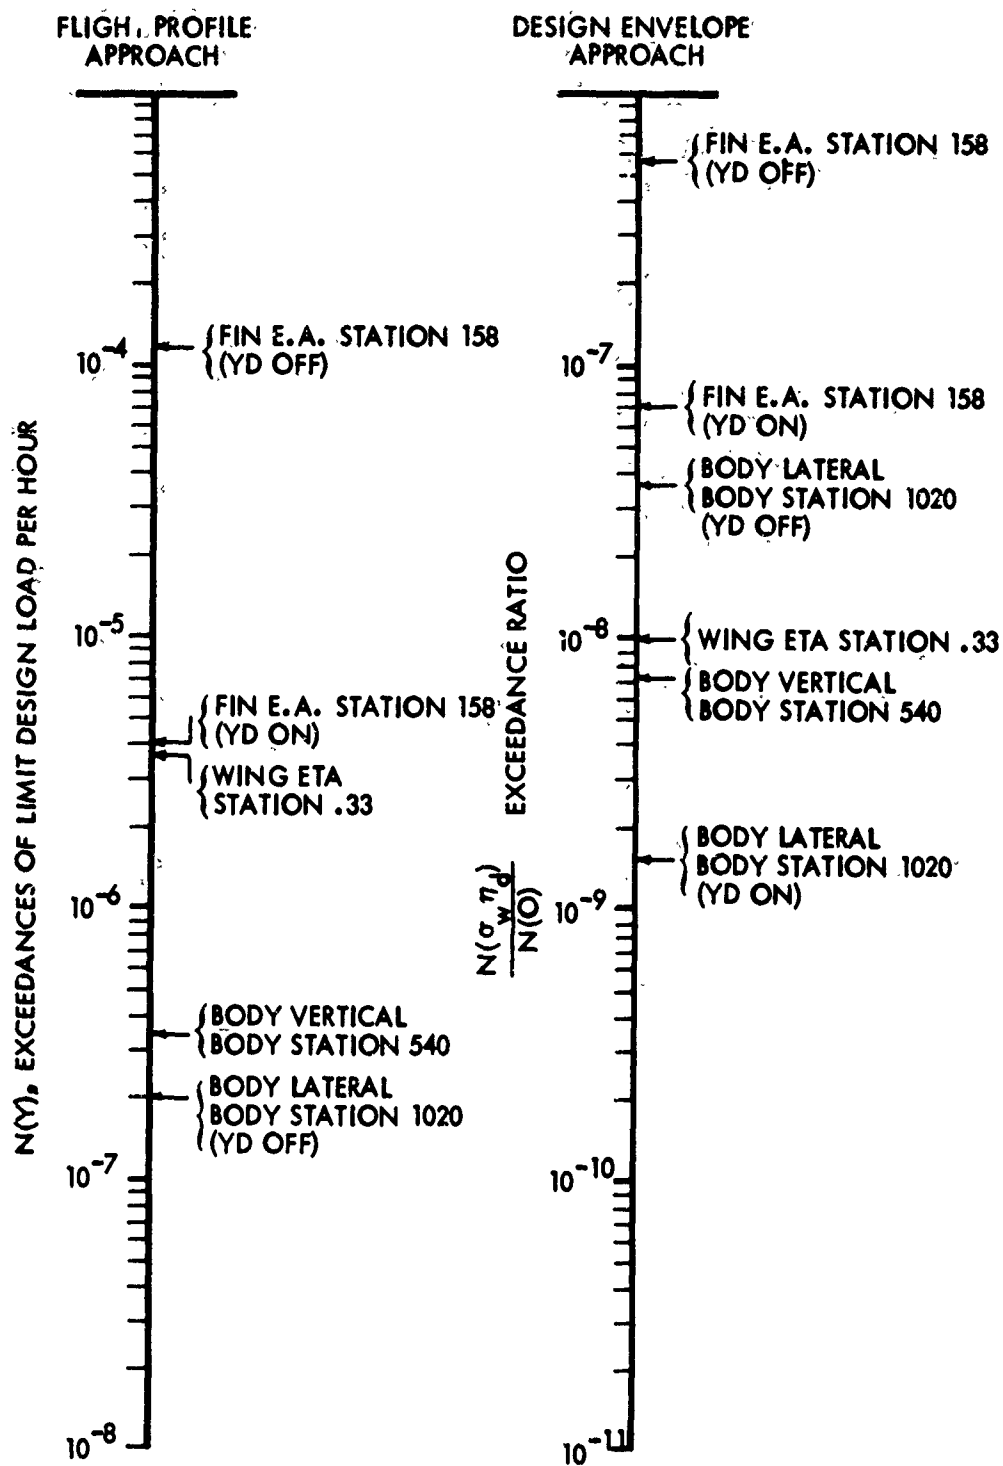 FLIGH. PROFILE
APPROACH
N(Y), EXCEEDANCES OF LIMIT DESIGN LOAD PER HOUR
10⁻⁴
10⁻⁵
10⁻⁶
10⁻⁷
10⁻⁸
FIN E.A. STATION 158
(YD OFF)
FIN E.A. STATION 158
(YD ON)
WING ETA
STATION .33
BODY VERTICAL
BODY STATION 540
BODY LATERAL
BODY STATION 1020
(YD OFF)
DESIGN ENVELOPE
APPROACH
EXCEEDANCE RATIO
N(σw ηd)
N(O)
10⁻⁷
10⁻⁸
10⁻⁹
10⁻¹⁰
10⁻¹¹
FIN E.A. STATION 158
(YD OFF)
FIN E.A. STATION 158
(YD ON)
BODY LATERAL
BODY STATION 1020
(YD OFF)
WING ETA STATION .33
BODY VERTICAL
BODY STATION 540
BODY LATERAL
BODY STATION 1020
(YD ON)